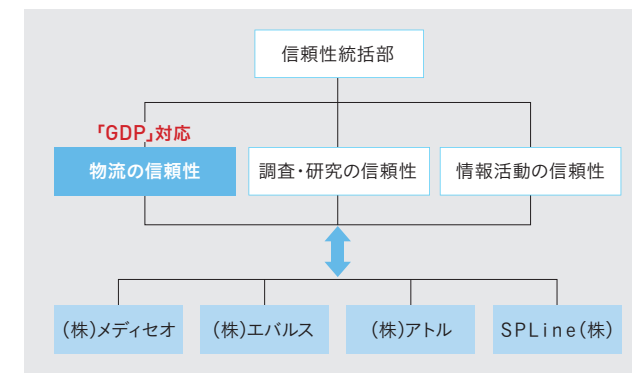 信頼性統括部
「GDP」対応
物流の信頼性
調査・研究の信頼性
情報活動の信頼性
(株)メディセオ
(株)エバルス
(株)アトル
SPLine(株)